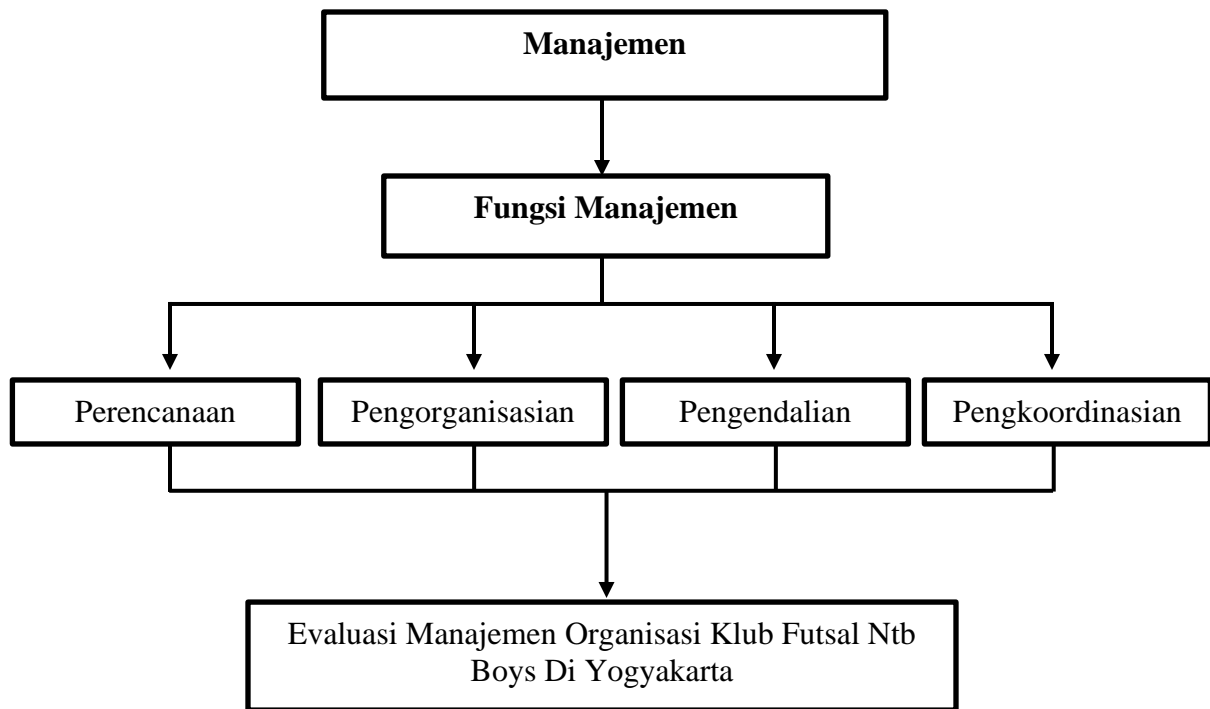 Manajemen
Fungsi Manajemen
Perencanaan
Pengorganisasian
Pengendalian
Pengkoordinasian
Evaluasi Manajemen Organisasi Klub Futsal Ntb
Boys Di Yogyakarta